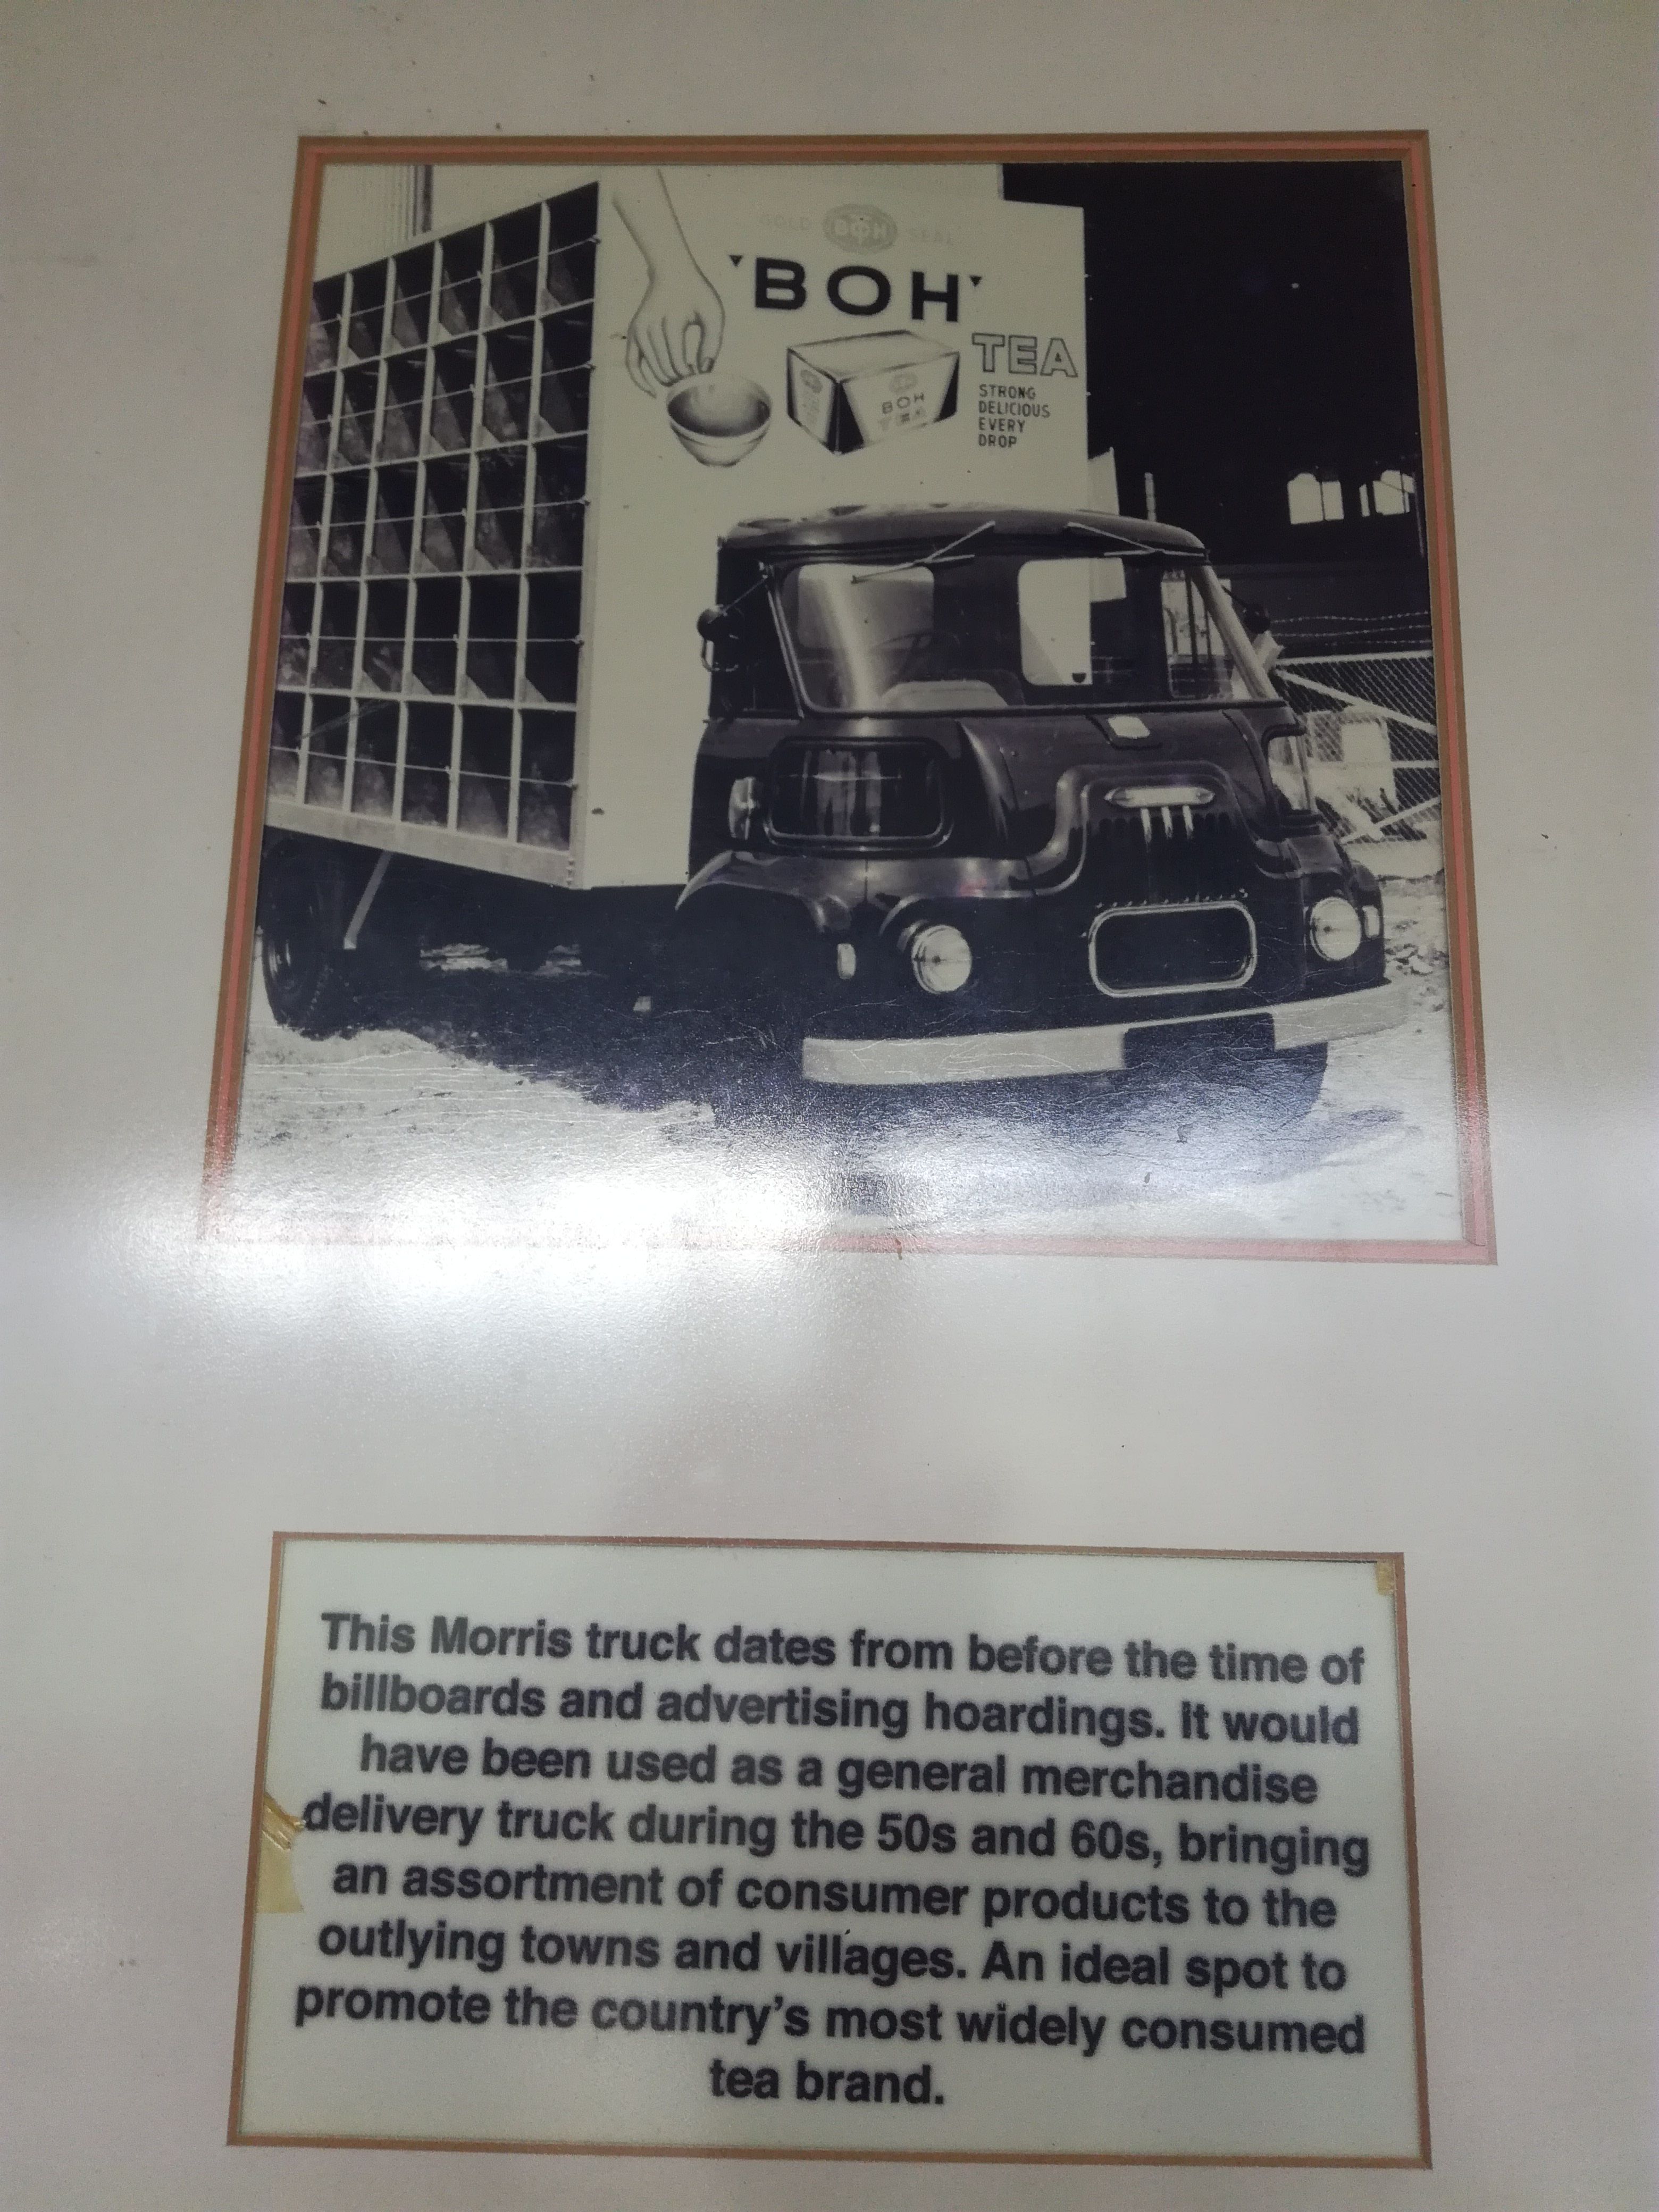 GOLD BOH SEAL
'BOH'
TEA
STRONG
DELICIOUS
EVERY
DROP
BOH
TEA
This Morris truck dates from before the time of
billboards and advertising hoardings. It would
have been used as a general merchandise
delivery truck during the 50s and 60s, bringing
an assortment of consumer products to the
outlying towns and villages. An ideal spot to
promote the country's most widely consumed
tea brand.